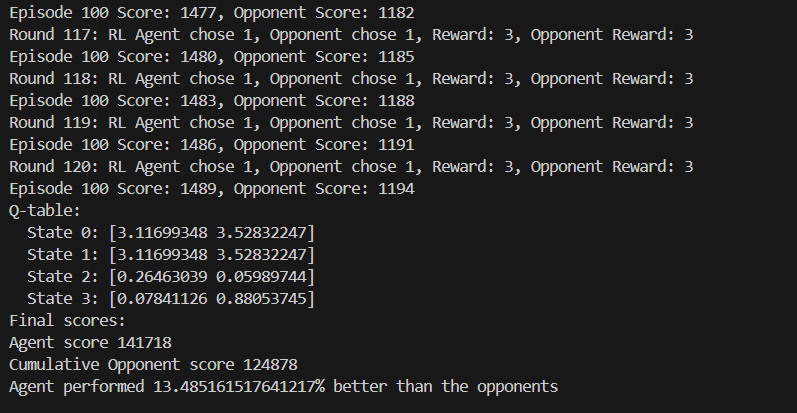 Episode 100 Score: 1477, Opponent Score: 1182
Round 117: RL Agent chose 1, Opponent chose 1, Reward: 3, Opponent Reward: 3
Episode 100 Score: 1480, Opponent Score: 1185
Round 118: RL Agent chose 1, Opponent chose 1, Reward: 3, Opponent Reward: 3
Episode 100 Score: 1483, Opponent Score: 1188
Round 119: RL Agent chose 1, Opponent chose 1, Reward: 3, Opponent Reward: 3
Episode 100 Score: 1486, Opponent Score: 1191
Round 120: RL Agent chose 1, Opponent chose 1, Reward: 3, Opponent Reward: 3
Episode 100 Score: 1489, Opponent Score: 1194
Q-table:
  State 0: [3.11699348 3.52832247]
  State 1: [3.11699348 3.52832247]
  State 2: [0.26463039 0.05989744]
  State 3: [0.07841126 0.88053745]
Final scores:
Agent score 141718
Cumulative Opponent score 124878
Agent performed 13.485161517641217% better than the opponents